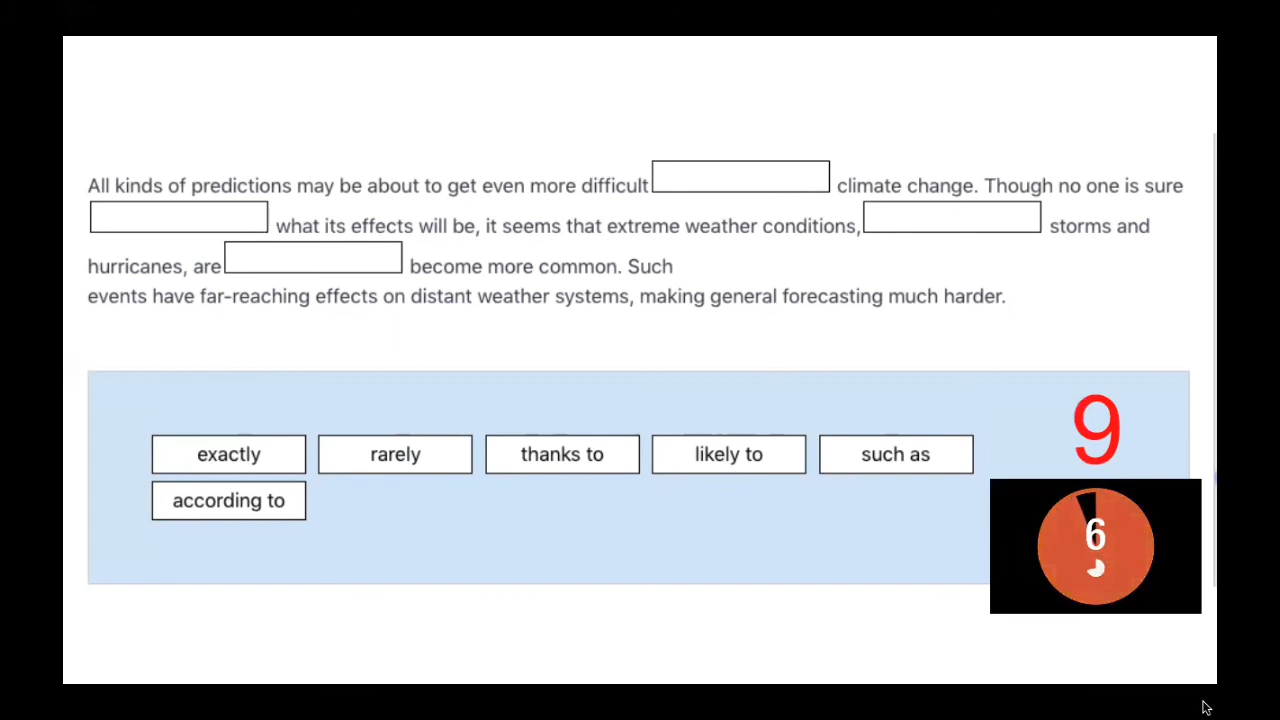 All kinds of predictions may be about to get even more difficult climate change. Though no one is sure
what its effects will be, it seems that extreme weather conditions, storms and
hurricanes, are become more common. Such
events have far-reaching effects on distant weather systems, making general forecasting much harder.
9
exactly rarely thanks to likely to such as
according to
6